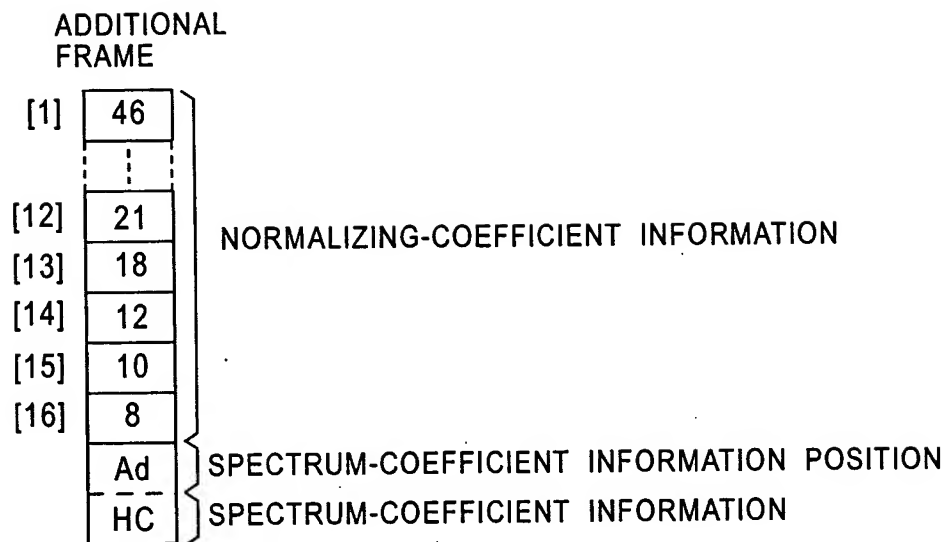 ADDITIONAL
FRAME
[1] 46
[12] 21
NORMALIZING-COEFFICIENT INFORMATION
[13] 18
[14] 12
[15] 10
[16] 8
Ad SPECTRUM-COEFFICIENT INFORMATION POSITION
HC SPECTRUM-COEFFICIENT INFORMATION